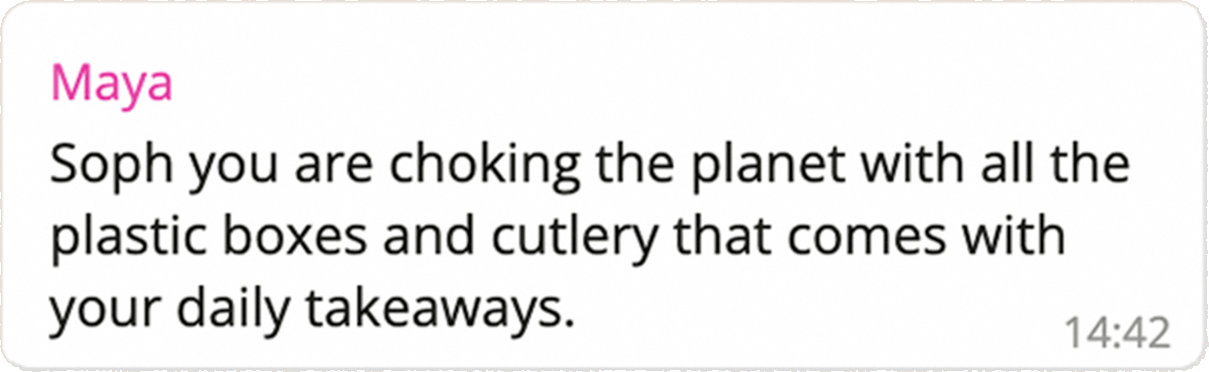 Maya
Soph you are choking the planet with all the
plastic boxes and cutlery that comes with
your daily takeaways.
14:42